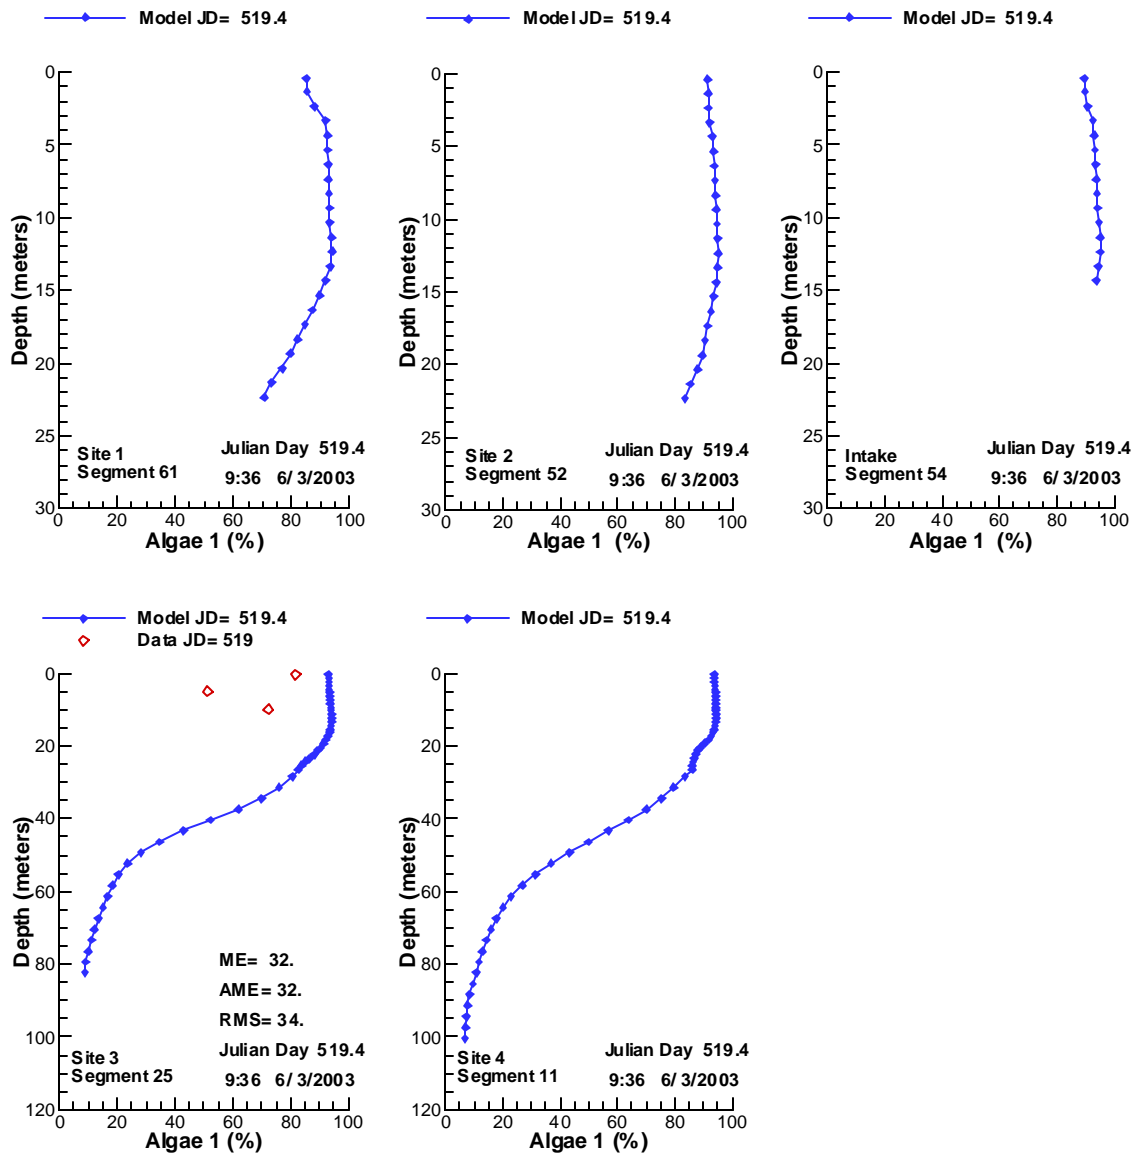 Model JD= 519.4
0
5
10
15
20
25
30
Depth (meters)
Site 1
Segment 61
Julian Day 519.4
9:36 6/ 3/2003
0 20 40 60 80 100
Algae 1 (%)
Model JD= 519.4
0
5
10
15
20
25
30
Depth (meters)
Site 2
Segment 52
Julian Day 519.4
9:36 6/ 3/2003
0 20 40 60 80 100
Algae 1 (%)
Model JD= 519.4
0
5
10
15
20
25
30
Depth (meters)
Intake
Segment 54
Julian Day 519.4
9:36 6/ 3/2003
0 20 40 60 80 100
Algae 1 (%)
Model JD= 519.4
Data JD= 519
0
20
40
60
80
100
120
Depth (meters)
ME= 32.
AME= 32.
RMS= 34.
Site 3
Segment 25
Julian Day 519.4
9:36 6/ 3/2003
0 20 40 60 80 100
Algae 1 (%)
Model JD= 519.4
0
20
40
60
80
100
120
Depth (meters)
Site 4
Segment 11
Julian Day 519.4
9:36 6/ 3/2003
0 20 40 60 80 100
Algae 1 (%)